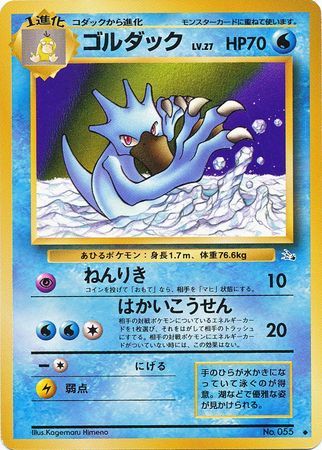 1進化
コダックから進化
モンスターカードに重ねて使います。
ゴルダック LV.27 HP70
あひるポケモン：身長1.7m、体重76.6kg
ねんりき 10
コインを投げて「おもて」なら、相手を「マヒ」状態にする。
はかいこうせん 20
相手の対戦ポケモンについているエネルギーカードを1枚選び、それをはがして相手のトラッシュにすててもらう。相手の対戦ポケモンにエネルギーカードがついていない時には、この効果はない。
にげる
弱点
手のひらが水かきになっていて泳ぐのが得意。湖などで優雅な姿が見かけられる。
Illus.Kagemaru Himeno
No.055